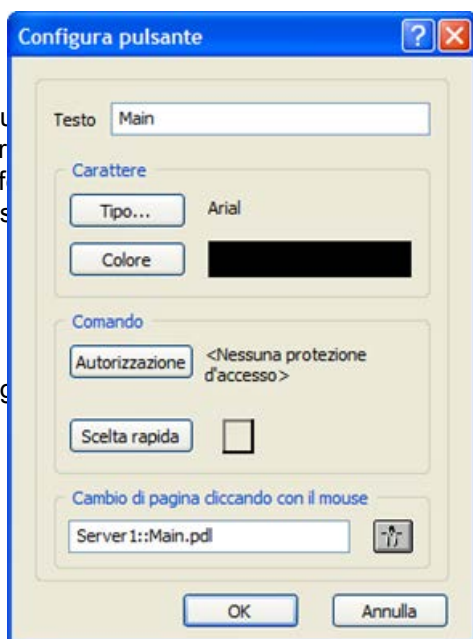 Configura pulsante
Testo Main
Carattere
Tipo... Arial
Colore
Comando
Autorizzazione <Nessuna protezione
d'accesso>
Scelta rapida
Cambio di pagina cliccando con il mouse
Server1::Main.pdl
OK Annulla